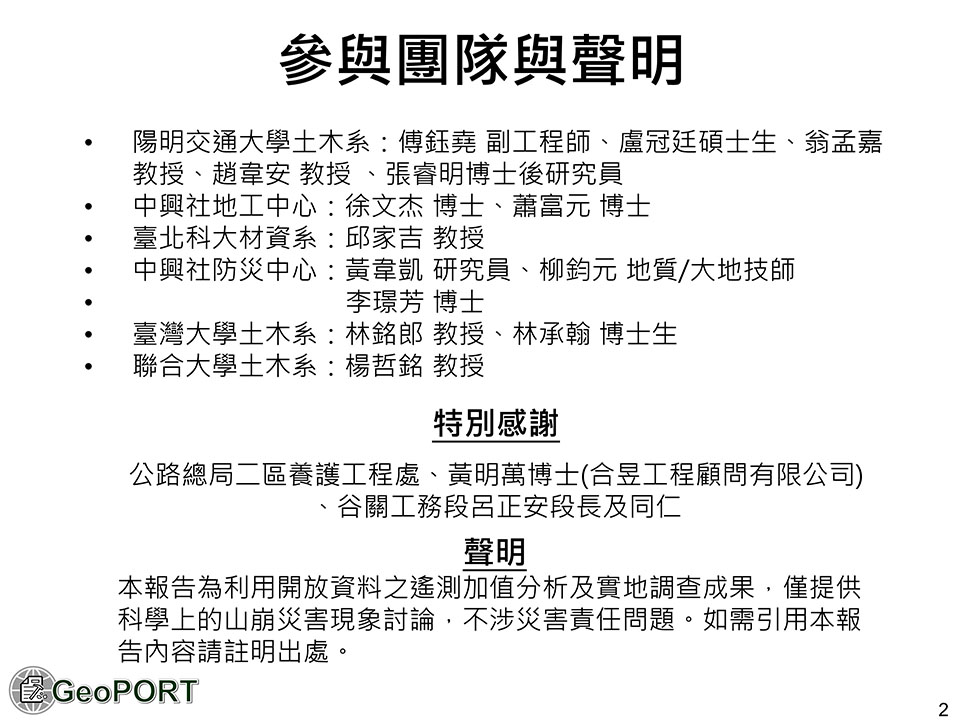 參與團隊與聲明
• 陽明交通大學土木系：傅鈺堯 副工程師、盧冠廷碩士生、翁孟嘉
教授、趙韋安 教授 、張睿明博士後研究員
• 中興社地工中心：徐文杰 博士、蕭富元 博士
• 臺北科大材資系：邱家吉 教授
• 中興社防災中心：黃韋凱 研究員、柳鈞元 地質/大地技師
• 李璟芳 博士
• 臺灣大學土木系：林銘郎 教授、林承翰 博士生
• 聯合大學土木系：楊哲銘 教授
特別感謝
公路總局二區養護工程處、黃明萬博士(合昱工程顧問有限公司)
、谷關工務段呂正安段長及同仁
聲明
本報告為利用開放資料之遙測加值分析及實地調查成果，僅提供
科學上的山崩災害現象討論，不涉災害責任問題。如需引用本報
告內容請註明出處。
GeoPORT
2